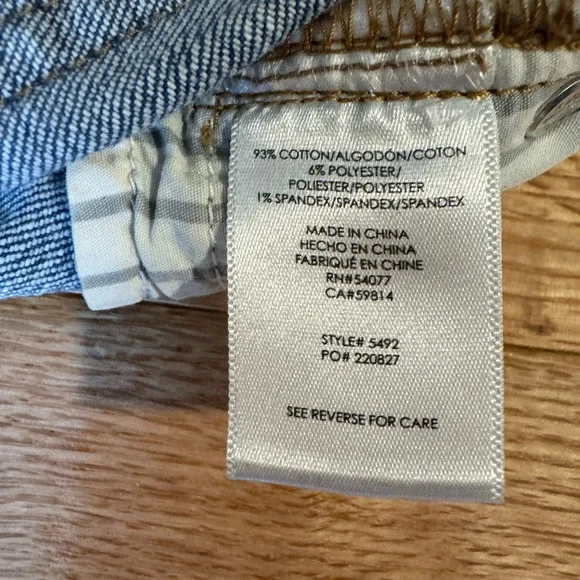 93% COTTON/ALGODÓN/COTON
6% POLYESTER/
POLIESTER/POLYESTER
1% SPANDEX/SPANDEX/SPANDEX
MADE IN CHINA
HECHO EN CHINA
FABRIQUÉ EN CHINE
RN#54077
CA#59814
STYLE# 5492
PO# 220827
SEE REVERSE FOR CARE